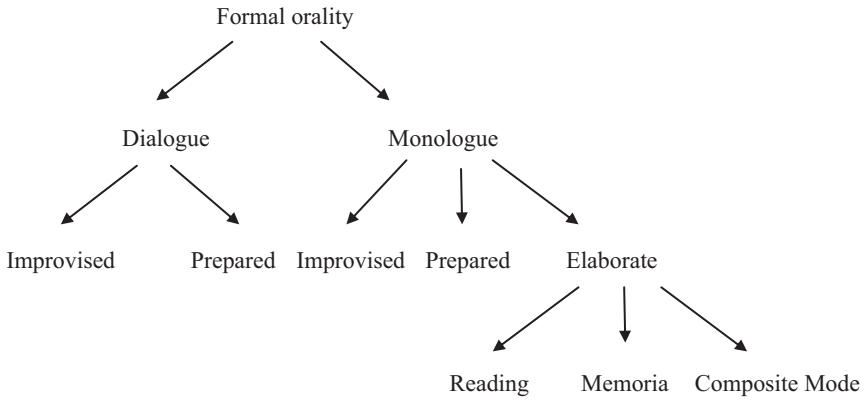 Formal orality
Dialogue Monologue
Improvised Prepared Improvised Prepared Elaborate
Reading Memoria Composite Mode